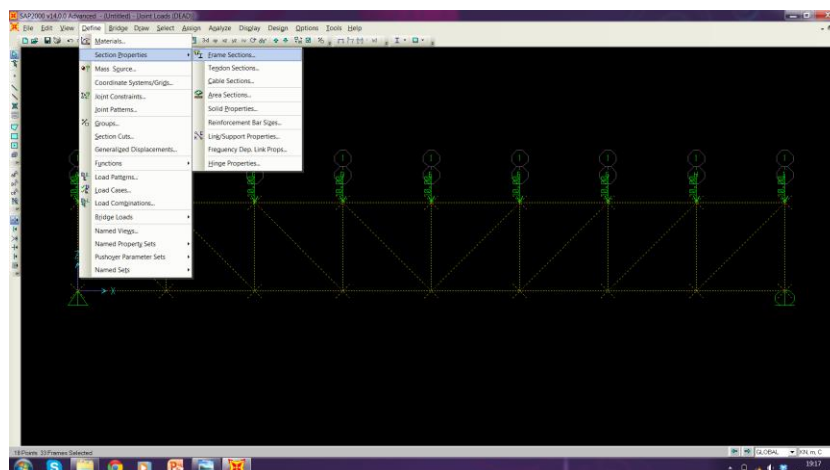 SAP2000 v14.0.0 Advanced - (Untitled) - [Joint Loads (DEAD)]
File Edit View Define Bridge Draw Select Assign Analyze Display Design Options Tools Help
Materials...
Section Properties
Mass Source...
Coordinate Systems/Grids...
Joint Constraints...
Joint Patterns...
Groups...
Section Cuts...
Generalized Displacements...
Functions
Load Patterns...
Load Cases...
Load Combinations...
Bridge Loads
Named Views...
Named Property Sets
Pushover Parameter Sets
Named Sets
Frame Sections...
Tendon Sections...
Cable Sections...
Area Sections...
Solid Properties...
Reinforcement Bar Sizes...
Link/Support Properties...
Frequency Dep. Link Props...
Hinge Properties...
X
18 Points 33 Frames Selected
GLOBAL
KN, m, C
19:17